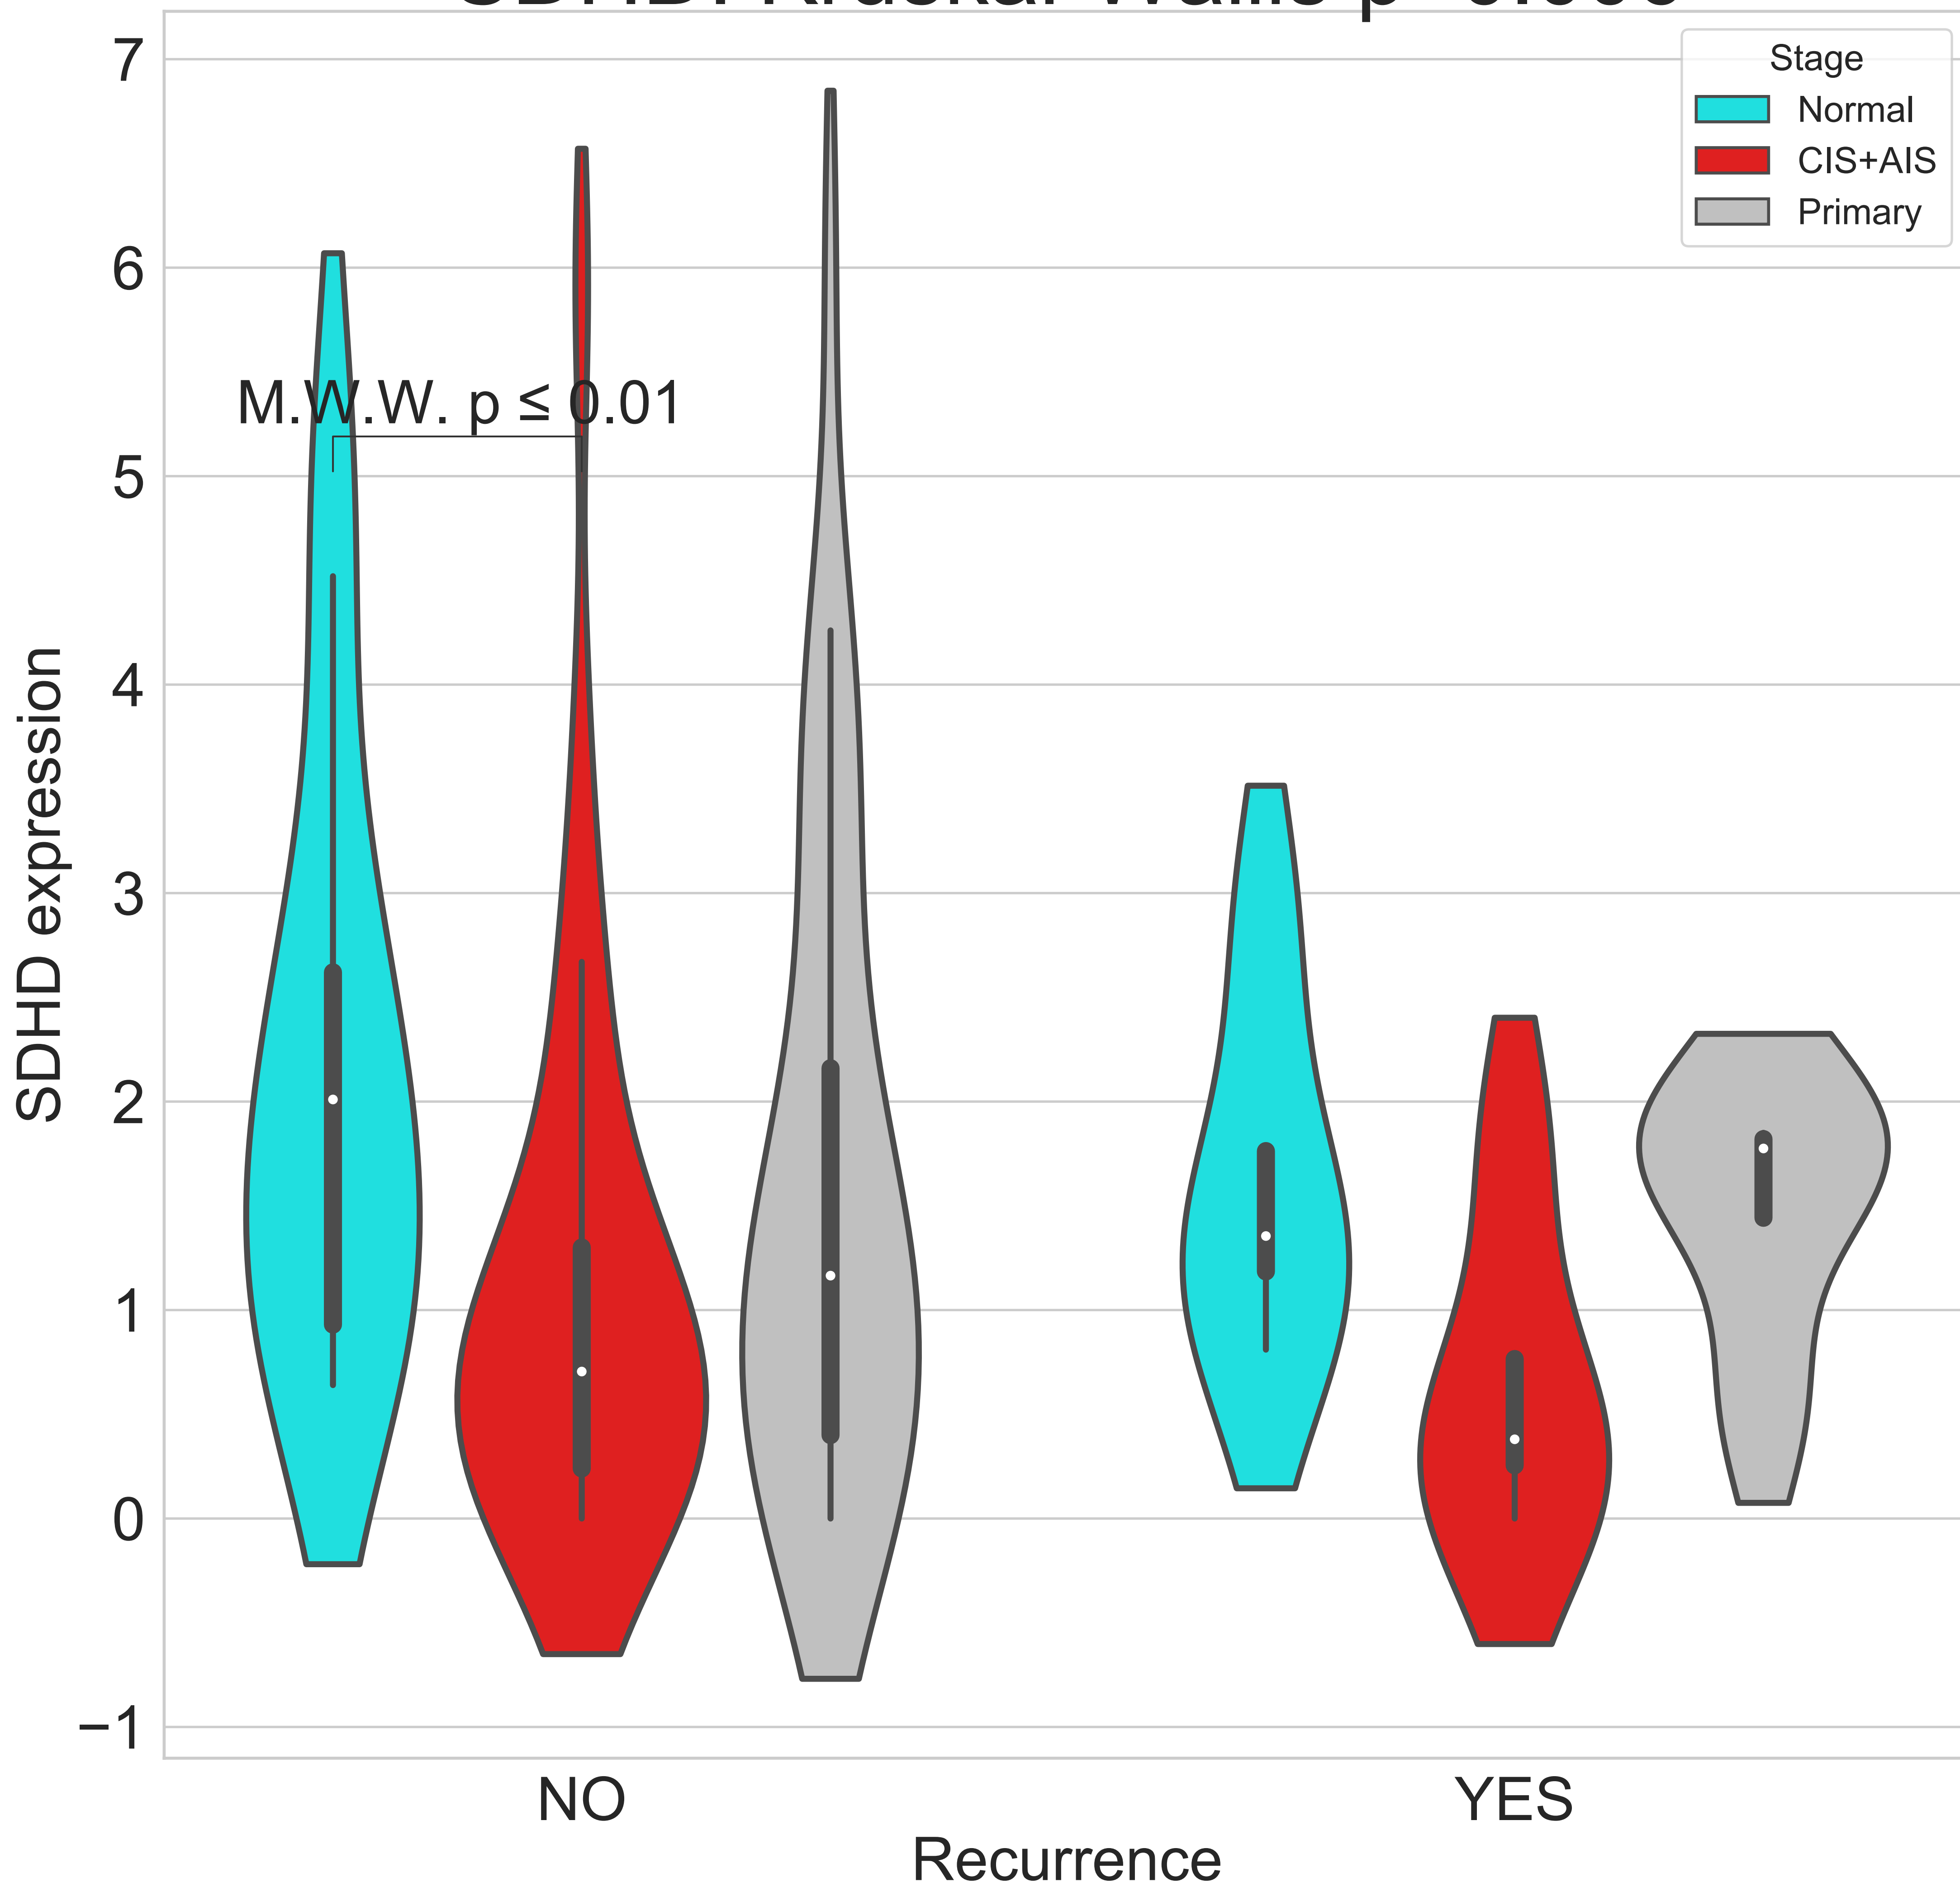 Stage
Normal
CIS+AIS
Primary
M.W.W. p ≤ 0.01
SDHD expression
7
6
5
4
3
2
1
0
−1
NO
YES
Recurrence